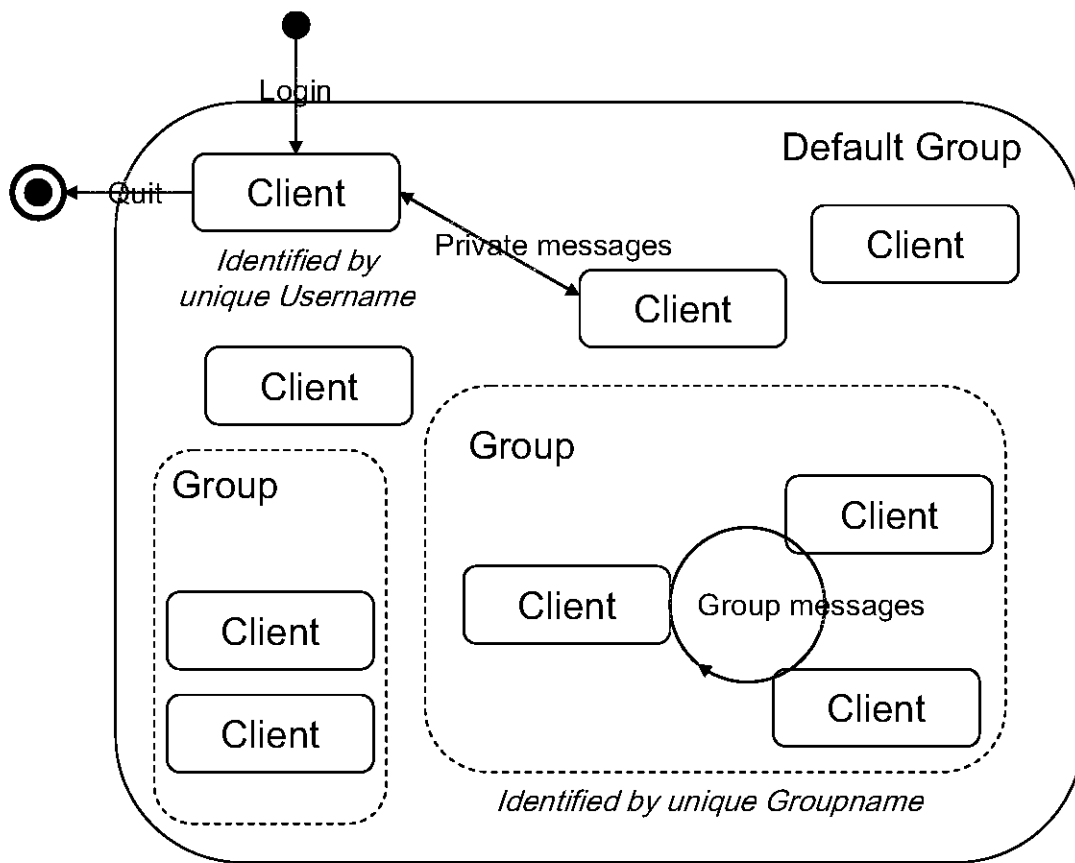 Login
Default Group
Quit
Client
Client
Private messages
Identified by
unique Username
Client
Client
Group
Group
Client
Client
Group messages
Client
Client
Client
Identified by unique Groupname